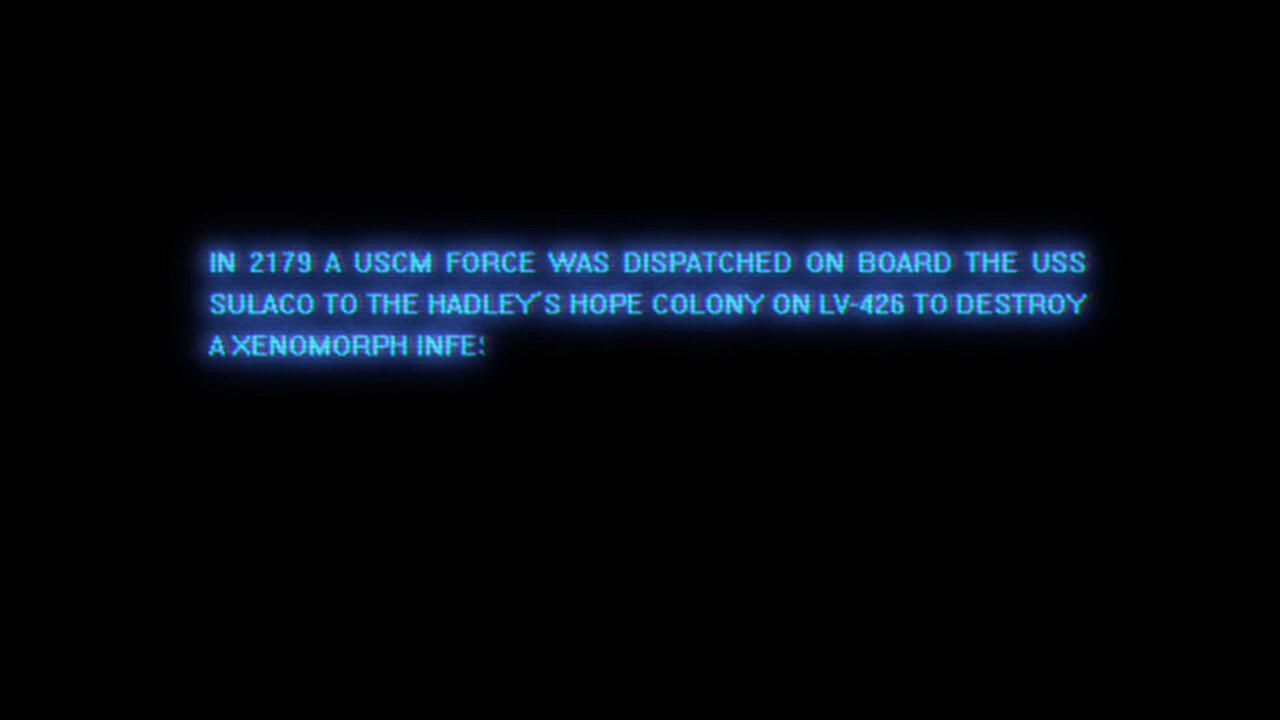 IN 2179 A USCM FORCE WAS DISPATCHED ON BOARD THE USS
SULACO TO THE HADLEY´S HOPE COLONY ON LV-426 TO DESTROY
A XENOMORPH INFE